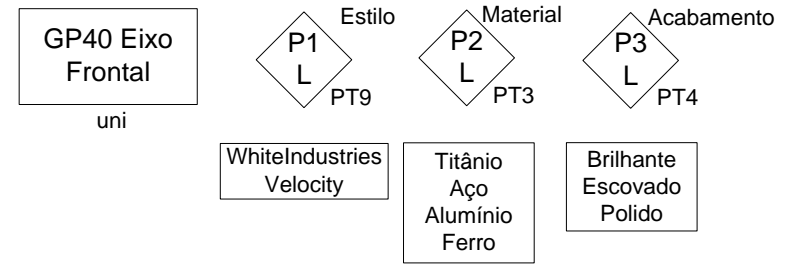 GP40 Eixo
Frontal
uni
Estilo
P1
L
PT9
Material
P2
L
PT3
Acabamento
P3
L
PT4
WhiteIndustries
Velocity
Titânio
Aço
Alumínio
Ferro
Brilhante
Escovado
Polido